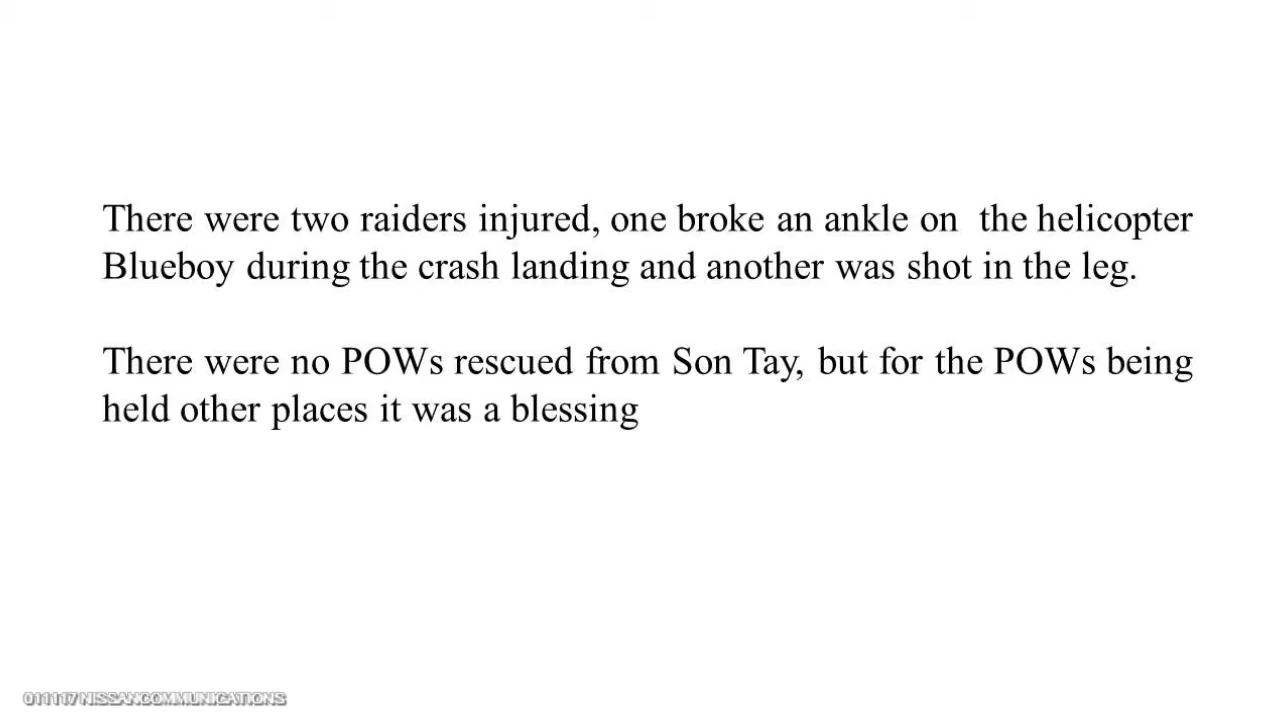 There were two raiders injured, one broke an ankle on the helicopter
Blueboy during the crash landing and another was shot in the leg.
There were no POWs rescued from Son Tay, but for the POWs being
held other places it was a blessing
011117 NISSANCOMMUNICATIONS